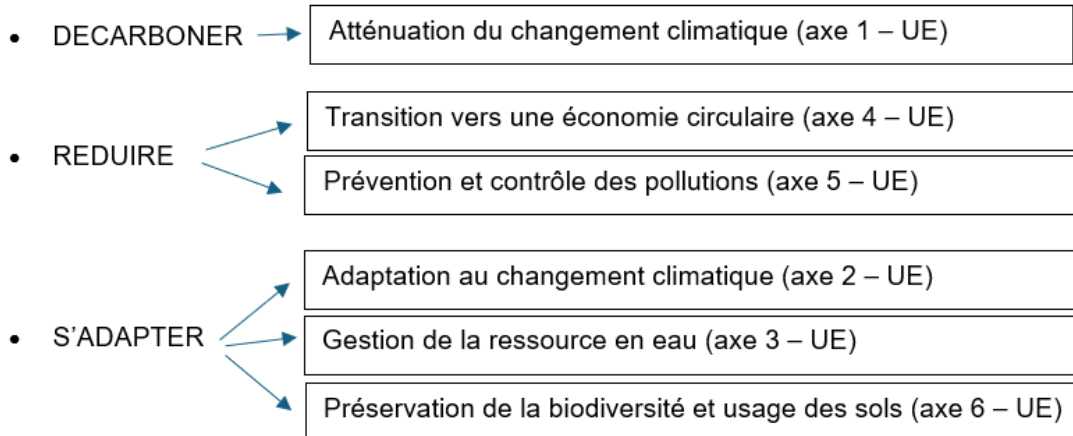 • DECARBONER
Atténuation du changement climatique (axe 1 – UE)
Transition vers une économie circulaire (axe 4 – UE)
• REDUIRE
Prévention et contrôle des pollutions (axe 5 – UE)
Adaptation au changement climatique (axe 2 – UE)
• S’ADAPTER
Gestion de la ressource en eau (axe 3 – UE)
Préservation de la biodiversité et usage des sols (axe 6 – UE)